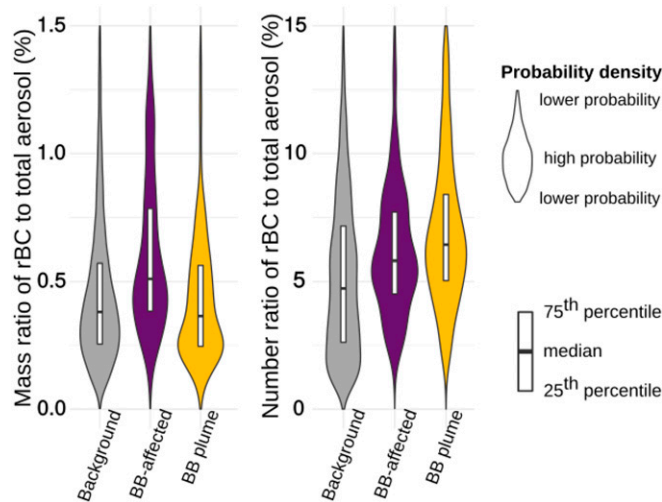 Mass ratio of rBC to total aerosol (%)
1.5
1.0
0.5
0.0
Background
BB-affected
BB plume
Number ratio of rBC to total aerosol (%)
15
10
5
0
Background
BB-affected
BB plume
Probability density
lower probability
high probability
lower probability
75th percentile
median
25th percentile